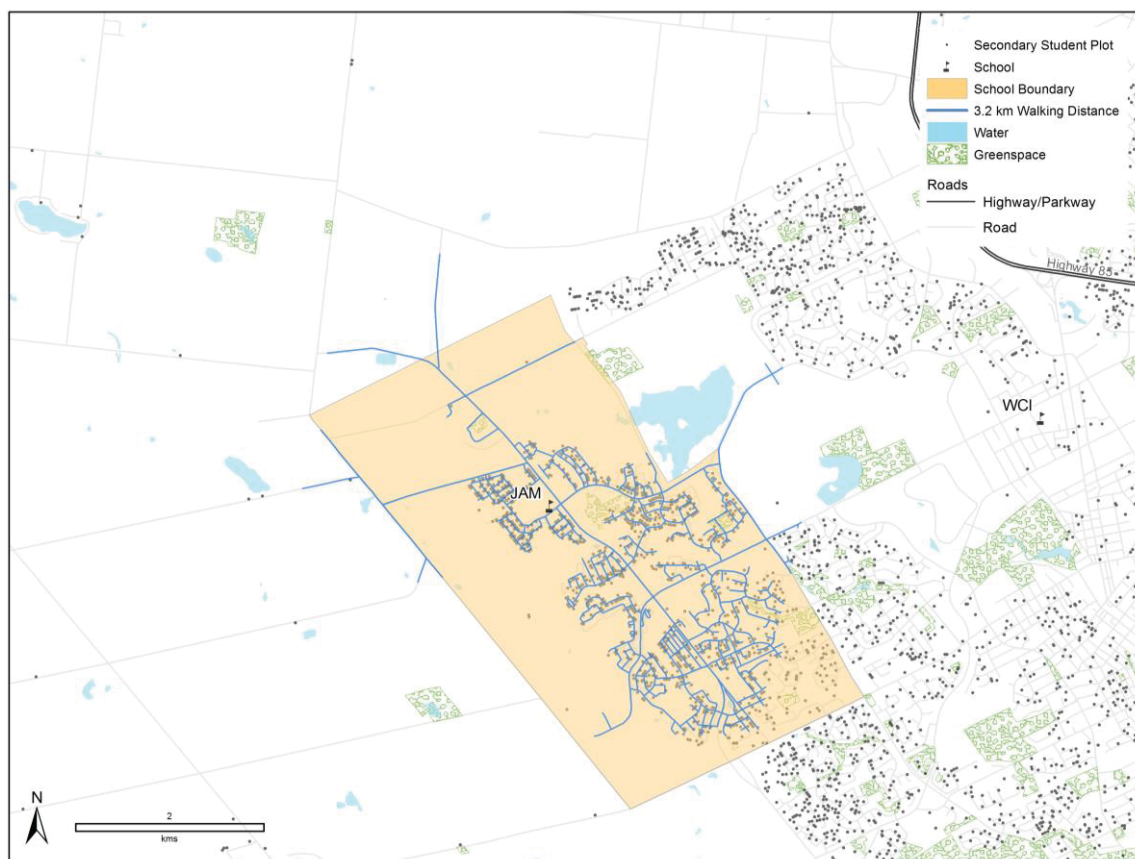 Secondary Student Plot
School
School Boundary
3.2 km Walking Distance
Water
Greenspace
Roads
Highway/Parkway
Road
Highway 85
WCI
JAM
N
2
kms